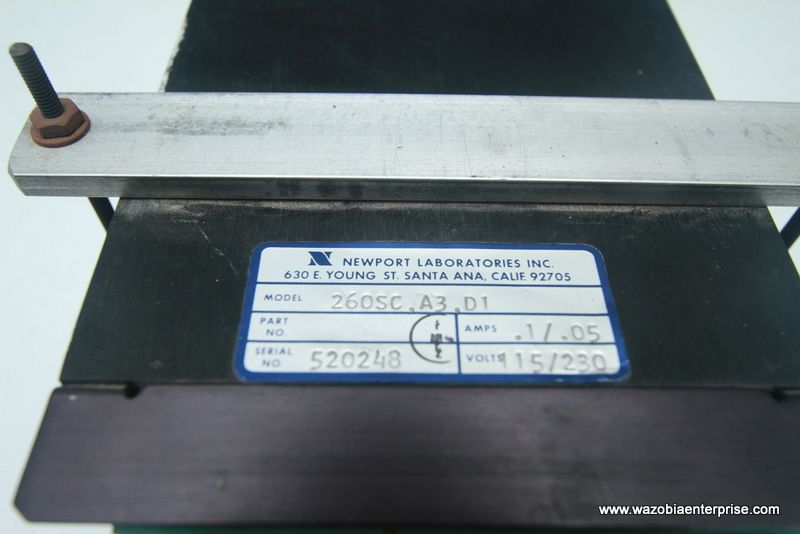 N NEWPORT LABORATORIES INC.
630 E. YOUNG ST. SANTA ANA, CALIF. 92705
MODEL 260SC,A3,D1
PART NO. AMPS .1/.05
SERIAL NO. 520248 VOLTS 115/230
www.wazobiaenterprise.com